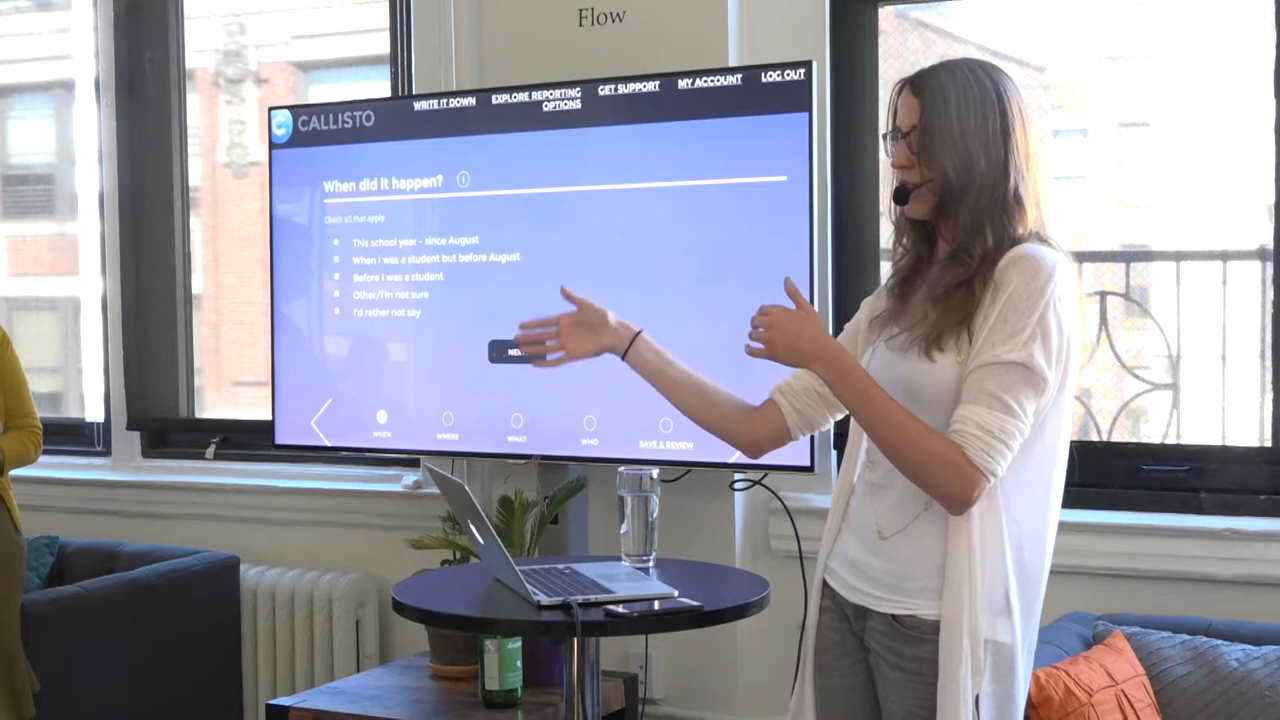 Flow
CALLISTO
WRITE IT DOWN
EXPLORE REPORTING
OPTIONS
GET SUPPORT
MY ACCOUNT
LOG OUT
When did it happen?
Check all that apply
This school year - since August
When I was a student but before August
Before I was a student
Other/I'm not sure
I'd rather not say
WHEN
WHERE
WHAT
WHO
SAVE & REVIEW